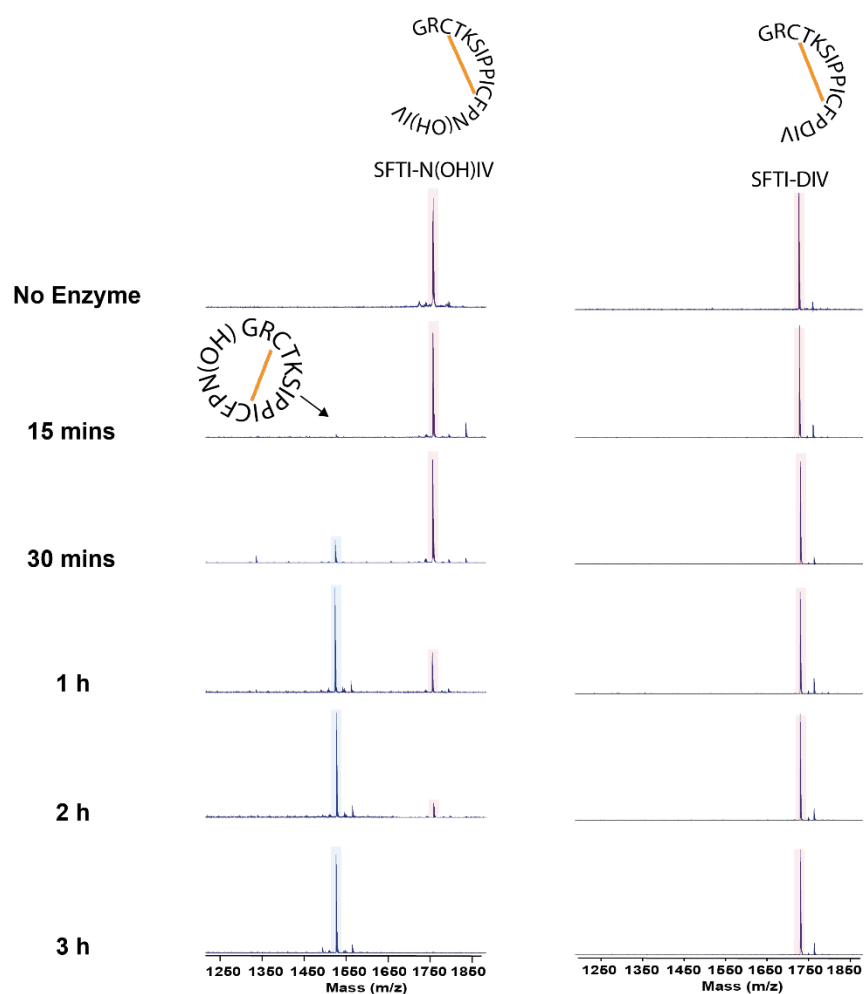 GRCTKSIPPICFPN(OH)IV
SFTI-N(OH)IV
GRCTKSIPPICFPDIV
SFTI-DIV
No Enzyme
GRCTKSIPPICFPN(OH)
15 mins
30 mins
1 h
2 h
3 h
1250 1350 1450 1550 1650 1750 1850
Mass (m/z)
1250 1350 1450 1550 1650 1750 1850
Mass (m/z)